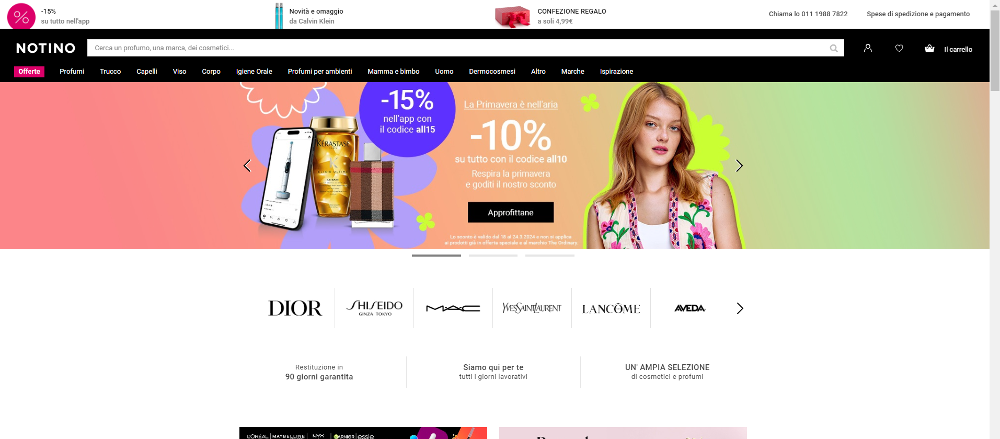 -15%
su tutto nell'app
Novità e omaggio
da Calvin Klein
CONFEZIONE REGALO
a soli 4,99€
Chiama lo 011 1988 7822
Spese di spedizione e pagamento
NOTINO
Cerca un profumo, una marca, dei cosmetici...
Il carrello
Offerte
Profumi
Trucco
Capelli
Viso
Corpo
Igiene Orale
Profumi per ambienti
Mamma e bimbo
Uomo
Dermocosmesi
Altro
Marche
Ispirazione
-15%
nell'app con
il codice all15
KÉRASTASE
PARIS
K
ELIXIR ULTIME
LE BAIN
La Primavera è nell'aria
-10%
su tutto con il codice all10
Respira la primavera
e goditi il nostro sconto
Approfittane
Lo sconto è valido dal 18 al 24.3.2024 e non si applica
ai prodotti già in offerta speciale e al marchio The Ordinary.
DIOR
SHISEIDO
GINZA TOKYO
MAC
YVESSAINTLAURENT
LANCÔME
AVEDA
Restituzione in
90 giorni garantita
Siamo qui per te
tutti i giorni lavorativi
UN' AMPIA SELEZIONE
di cosmetici e profumi
L'ORÉAL
MAYBELLINE
NYX
GARNIER
essie